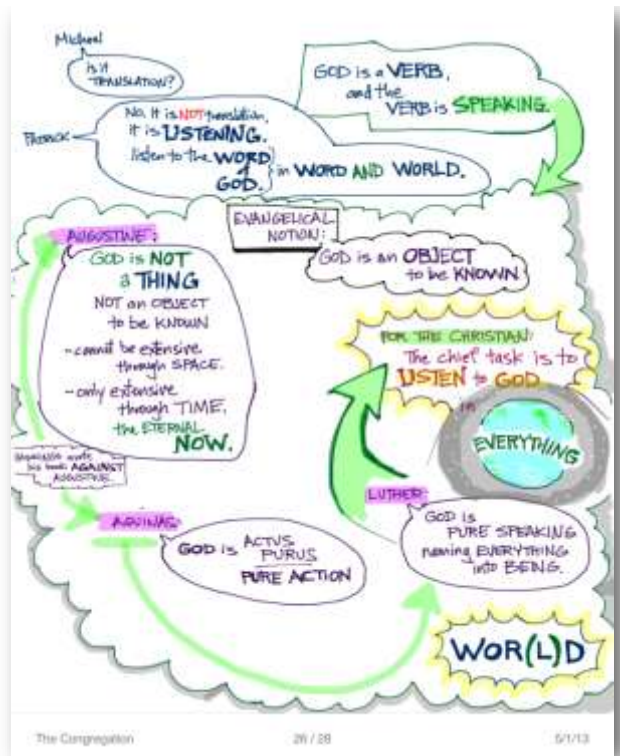 Michael
is it
TRANSLATION?
GOD is a VERB,
and the
VERB is SPEAKING.
PATRICK
No. It is NOT translation,
it is LISTENING.
listen to the WORD
of
GOD.
in WORD AND WORLD.
AUGUSTINE:
GOD is NOT
a THING
NOT an OBJECT
to be KNOWN
- cannot be extensive
through SPACE.
- only extensive
through TIME,
the ETERNAL
NOW.
EVANGELICAL
NOTION:
GOD is an OBJECT
to be KNOWN
FOR THE CHRISTIAN:
The chief task is to
LISTEN to GOD
in
EVERYTHING
wrote
his book AGAINST
AUGUSTINE.
AQUINAS:
GOD is ACTUS
PURUS
PURE ACTION
LUTHER:
GOD is
PURE SPEAKING
naming EVERYTHING
into BEING.
WOR(L)D
The Congregation
26 / 28
5/1/13